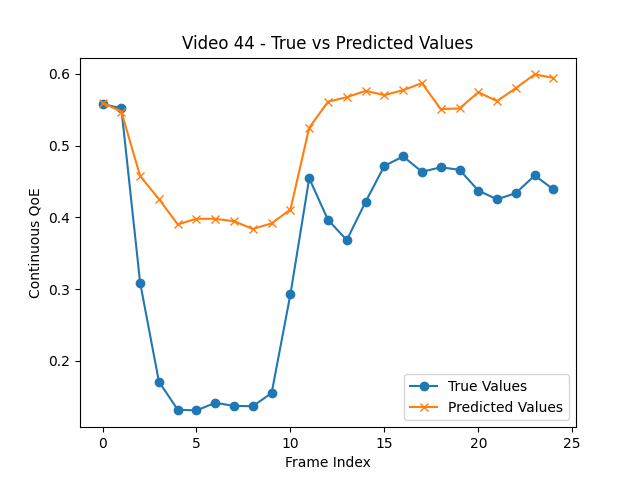 Video 44 - True vs Predicted Values
0.6
0.5
0.4
0.3
0.2
Continuous QoE
True Values
Predicted Values
0 5 10 15 20 25
Frame Index